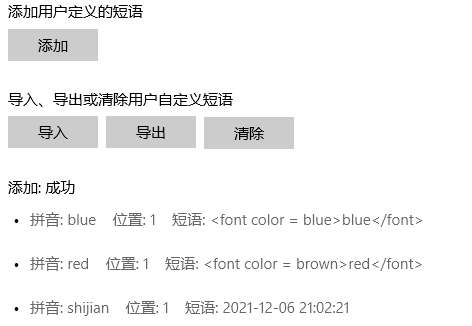 添加用户定义的短语
添加
导入、导出或清除用户自定义短语
导入 导出 清除
添加: 成功
• 拼音: blue 位置: 1 短语: <font color = blue>blue</font>
• 拼音: red 位置: 1 短语: <font color = brown>red</font>
• 拼音: shijian 位置: 1 短语: 2021-12-06 21:02:21